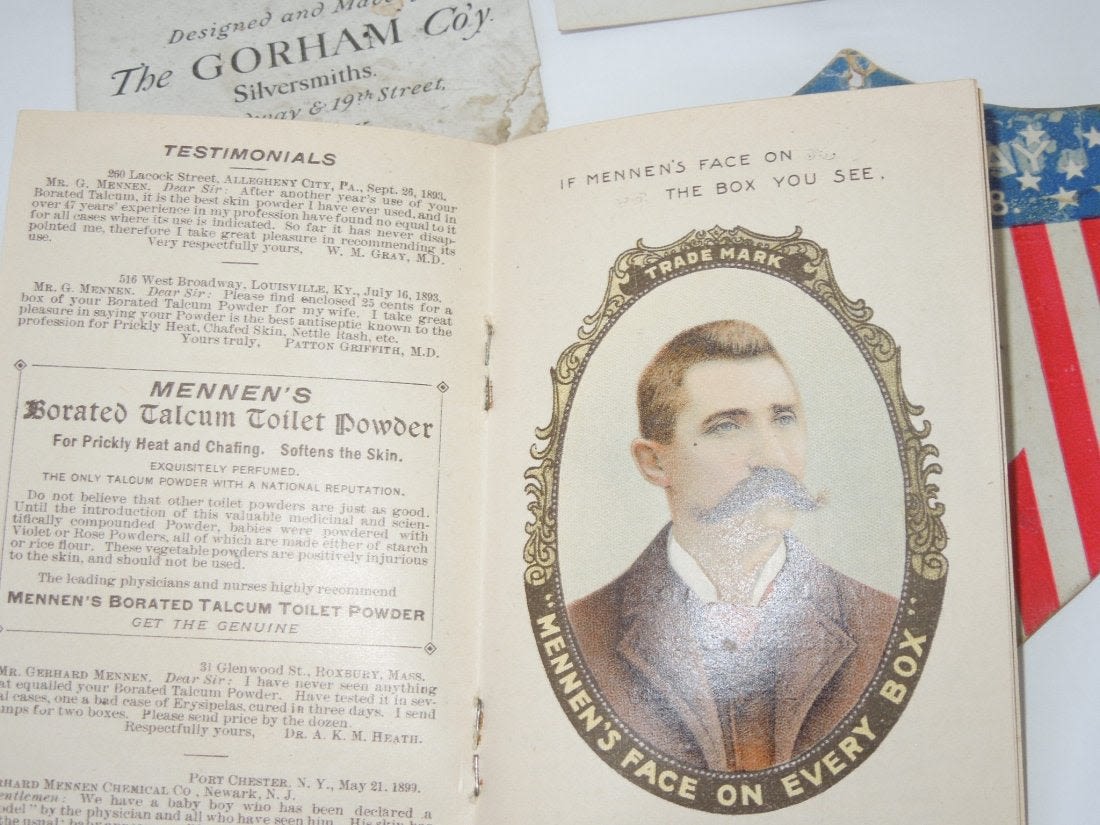 Designed and Made
The GORHAM Co'y.
Silversmiths.
& 19th Street,
TESTIMONIALS
260 Lacock Street, ALLEGHENY CITY, PA., Sept. 26, 1893.
MR. G. MENNEN. Dear Sir: After another year's use of your
Borated Talcum, it is the best skin powder I have ever used, and in
over 47 years' experience in my profession have found no equal to it
for all cases where its use is indicated. So far it has never disap-
pointed me, therefore I take great pleasure in recommending its
use. Very respectfully yours, W. M. GRAY, M.D.
516 West Broadway, LOUISVILLE, KY., July 16, 1893.
MR. G. MENNEN. Dear Sir: Please find enclosed 25 cents for a
box of your Borated Talcum Powder for my wife. I take great
pleasure in saying your Powder is the best antiseptic known to the
profession for Prickly Heat, Chafed Skin, Nettle Rash, etc.
Yours truly, PATTON GRIFFITH, M.D.
MENNEN'S
Borated Talcum Toilet Powder
For Prickly Heat and Chafing. Softens the Skin.
EXQUISITELY PERFUMED.
THE ONLY TALCUM POWDER WITH A NATIONAL REPUTATION.
Do not believe that other toilet powders are just as good.
Until the introduction of this valuable medicinal and scien-
tifically compounded Powder, babies were powdered with
Violet or Rose Powders, all of which are made either of starch
or rice flour. These vegetable powders are positively injurious
to the skin, and should not be used.
The leading physicians and nurses highly recommend
MENNEN'S BORATED TALCUM TOILET POWDER
GET THE GENUINE
31 Glenwood St., ROXBURY, MASS.
MR. GERHARD MENNEN. Dear Sir: I have never seen anything
at equalled your Borated Talcum Powder. Have tested it in sev-
al cases, one a bad case of Erysipelas, cured in three days. I send
mps for two boxes. Please send price by the dozen.
Respectfully yours, DR. A. K. M. HEATH.
PORT CHESTER, N. Y., May 21. 1899.
RHARD MENNEN CHEMICAL CO, Newark, N. J.
entlemen: We have a baby boy who has been declared a
odel" by the physician and all who have seen him. His skin has
IF MENNEN'S FACE ON
THE BOX YOU SEE,
TRADE MARK
"MENNEN'S FACE ON EVERY BOX"
AY
8.